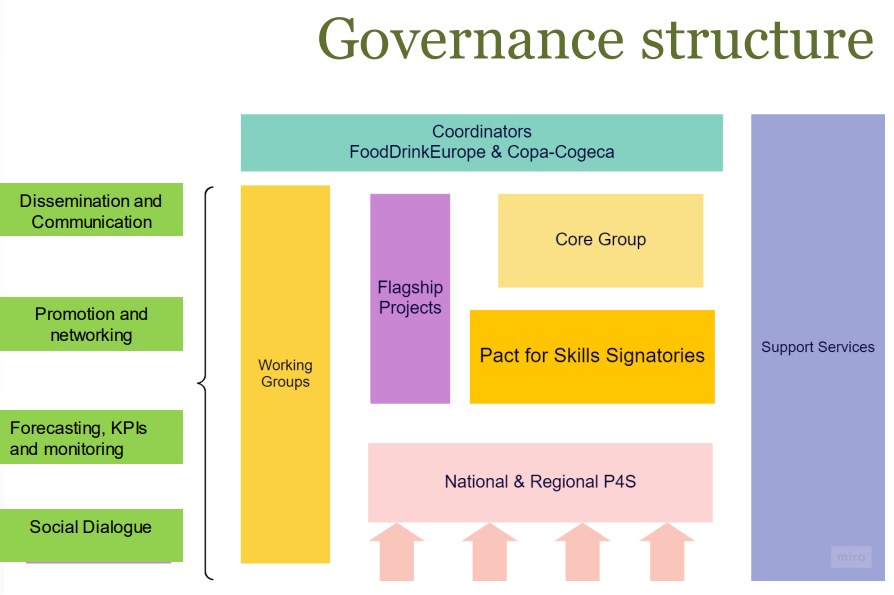 Governance structure
Coordinators
FoodDrinkEurope & Copa-Cogeca
Dissemination and
Communication
Promotion and
networking
Forecasting, KPIs
and monitoring
Social Dialogue
Working
Groups
Flagship
Projects
Core Group
Pact for Skills Signatories
National & Regional P4S
Support Services
miro